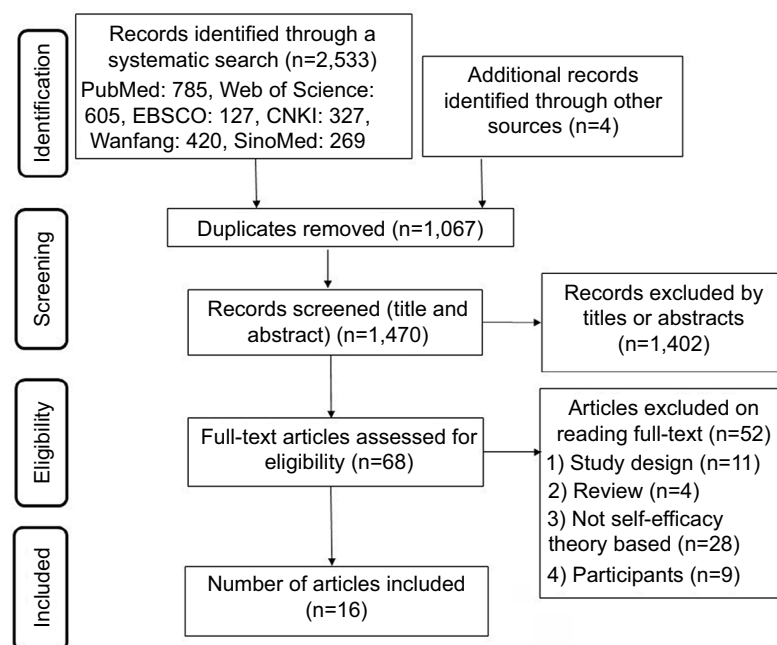 Identification
Records identified through a
systematic search (n=2,533)
PubMed: 785, Web of Science:
605, EBSCO: 127, CNKI: 327,
Wanfang: 420, SinoMed: 269
Additional records
identified through other
sources (n=4)
Screening
Duplicates removed (n=1,067)
Records screened (title and
abstract) (n=1,470)
Records excluded by
titles or abstracts
(n=1,402)
Eligibility
Full-text articles assessed for
eligibility (n=68)
Articles excluded on
reading full-text (n=52)
1) Study design (n=11)
2) Review (n=4)
3) Not self-efficacy
theory based (n=28)
4) Participants (n=9)
Included
Number of articles included
(n=16)